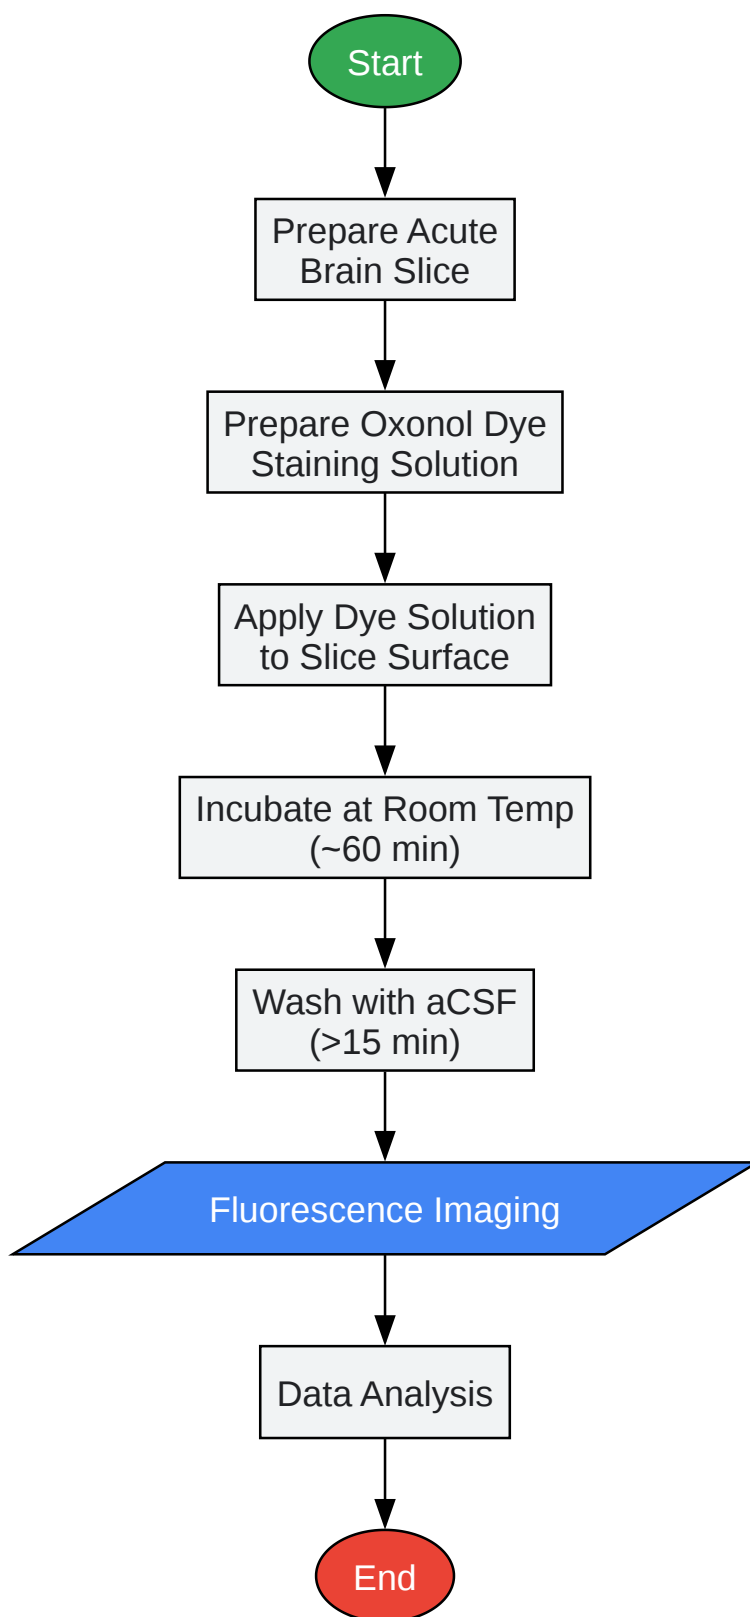 Start
Prepare Acute
Brain Slice
Prepare Oxonol Dye
Staining Solution
Apply Dye Solution
to Slice Surface
Incubate at Room Temp
(~60 min)
Wash with aCSF
(>15 min)
Fluorescence Imaging
Data Analysis
End